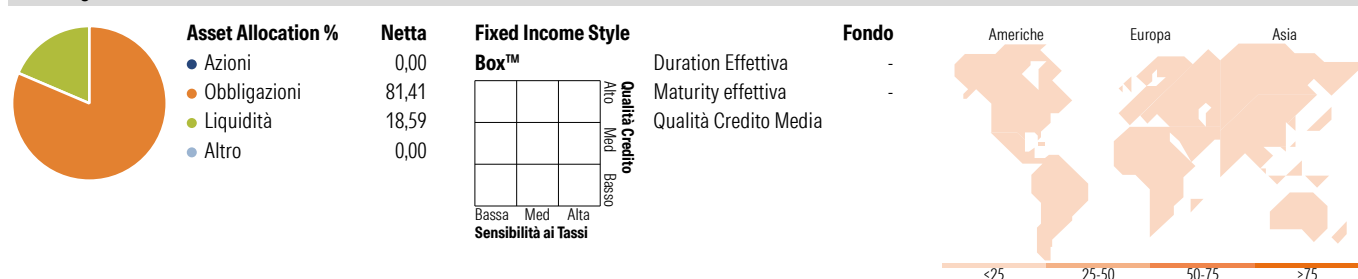 Asset Allocation % Netta
Azioni 0,00
Obbligazioni 81,41
Liquidità 18,59
Altro 0,00
Fixed Income Style
Box™
Alto
Med
Basso
Qualità Credito
Bassa Med Alta
Sensibilità ai Tassi
Fondo
Duration Effettiva -
Maturity effettiva -
Qualità Credito Media
Americhe Europa Asia
<25 25-50 50-75 >75